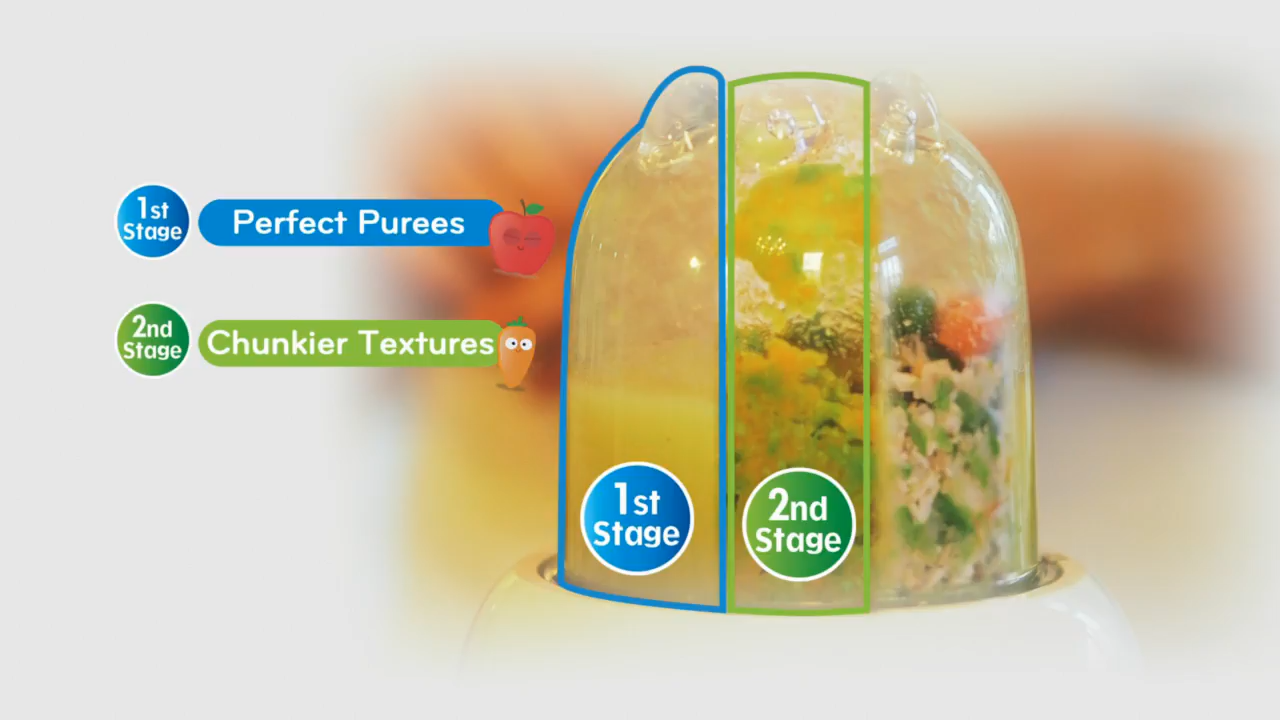 1st
Stage
Perfect Purees
2nd
Stage
Chunkier Textures
1st
Stage
2nd
Stage